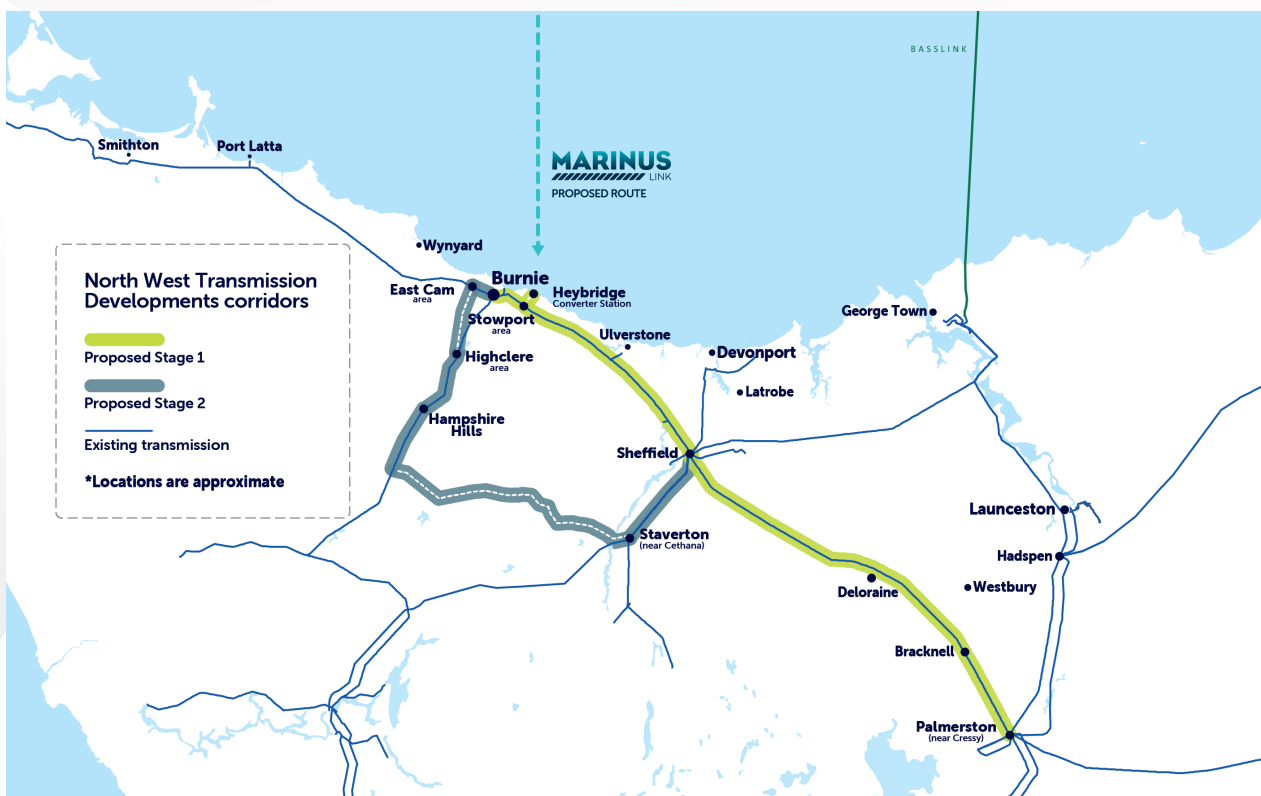 BASSLINK
Smithton
Port Latta
MARINUS
LINK
PROPOSED ROUTE
Wynyard
North West Transmission
Developments corridors
Proposed Stage 1
Proposed Stage 2
Existing transmission
*Locations are approximate
Burnie
East Cam
area
Heybridge
Converter Station
Stowport
area
George Town
Ulverstone
Highclere
area
Devonport
Latrobe
Hampshire
Hills
Sheffield
Launceston
Staverton
(near Cethana)
Hadspen
Westbury
Deloraine
Bracknell
Palmerston
(near Cressy)